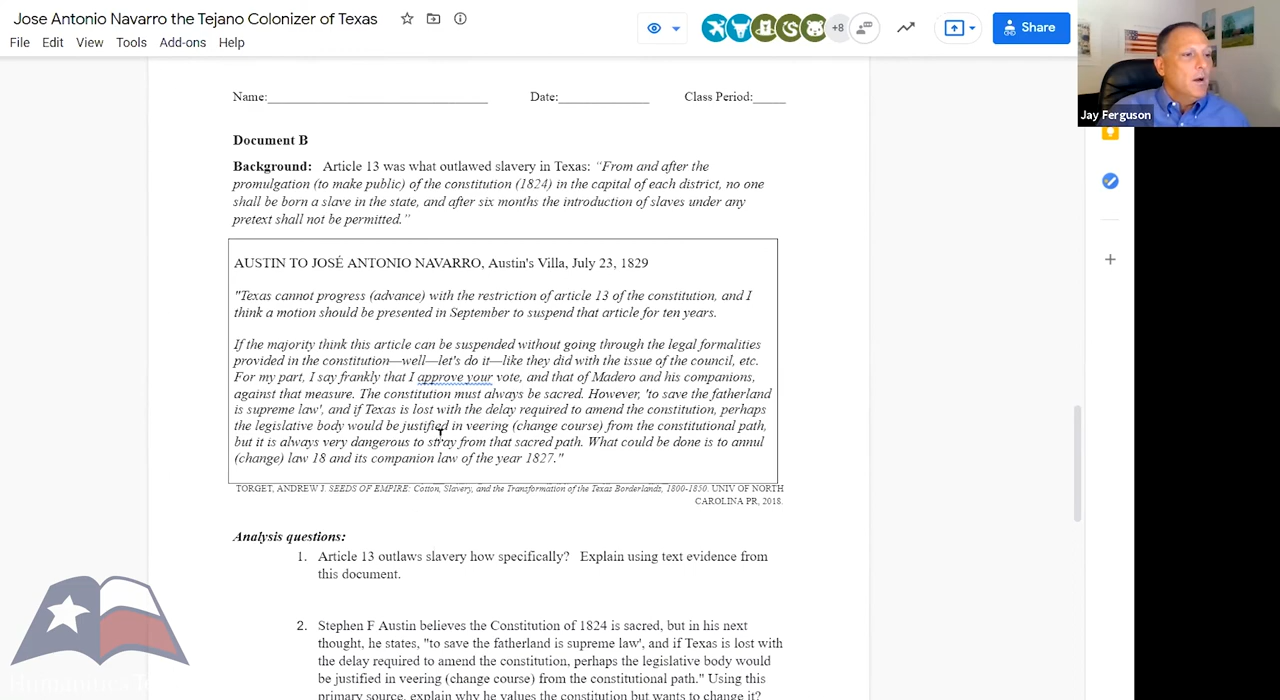 Jose Antonio Navarro the Tejano Colonizer of Texas
File Edit View Tools Add-ons Help
+8
Share
Jay Ferguson
Name:________________________________ Date:_____________ Class Period:_____
Document B
Background: Article 13 was what outlawed slavery in Texas: “From and after the
promulgation (to make public) of the constitution (1824) in the capital of each district, no one
shall be born a slave in the state, and after six months the introduction of slaves under any
pretext shall not be permitted.”
AUSTIN TO JOSÉ ANTONIO NAVARRO, Austin's Villa, July 23, 1829
"Texas cannot progress (advance) with the restriction of article 13 of the constitution, and I
think a motion should be presented in September to suspend that article for ten years.
If the majority think this article can be suspended without going through the legal formalities
provided in the constitution—well—let's do it—like they did with the issue of the council, etc.
For my part, I say frankly that I approve your vote, and that of Madero and his companions,
against that measure. The constitution must always be sacred. However, 'to save the fatherland
is supreme law', and if Texas is lost with the delay required to amend the constitution, perhaps
the legislative body would be justified in veering (change course) from the constitutional path,
but it is always very dangerous to stray from that sacred path. What could be done is to annul
(change) law 18 and its companion law of the year 1827."
TORGET, ANDREW J. SEEDS OF EMPIRE: Cotton, Slavery, and the Transformation of the Texas Borderlands, 1800-1850. UNIV OF NORTH
CAROLINA PR, 2018.
Analysis questions:
1. Article 13 outlaws slavery how specifically? Explain using text evidence from
this document.
2. Stephen F Austin believes the Constitution of 1824 is sacred, but in his next
thought, he states, "to save the fatherland is supreme law', and if Texas is lost with
the delay required to amend the constitution, perhaps the legislative body would
be justified in veering (change course) from the constitutional path." Using this
primary source, explain why he values the constitution but wants to change it?